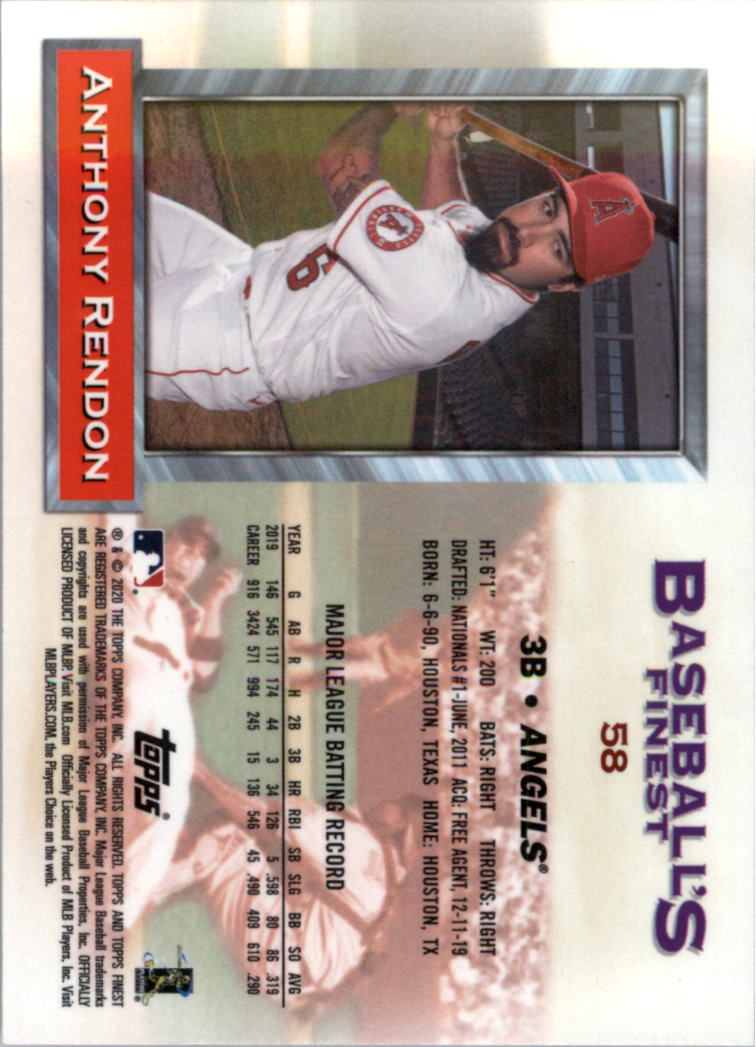 BASEBALL'S
FINEST
58
ANTHONY RENDON
A
ANGELS BASEBALL
6
3B • ANGELS®
HT: 6'1" WT: 200 BATS: RIGHT THROWS: RIGHT
DRAFTED: NATIONALS #1-JUNE, 2011 ACQ: FREE AGENT, 12-11-19
BORN: 6-6-90, HOUSTON, TEXAS HOME: HOUSTON, TX
MAJOR LEAGUE BATTING RECORD
YEAR G AB R H 2B 3B HR RBI SB SLG BB SO AVG
2019 146 545 117 174 44 3 34 126 5 .598 80 86 .319
CAREER 916 3424 571 994 245 15 136 546 45 .490 409 610 .290
topps®
® & © 2020 THE TOPPS COMPANY, INC. ALL RIGHTS RESERVED. TOPPS AND TOPPS FINEST
ARE REGISTERED TRADEMARKS OF THE TOPPS COMPANY, INC. Major League Baseball trademarks
and copyrights are used with permission of Major League Baseball Properties, Inc. OFFICIALLY
LICENSED PRODUCT OF MLBP. Visit MLB.com Officially Licensed Product of MLB Players, Inc. Visit
MLBPLAYERS.COM, the Players Choice on the web.